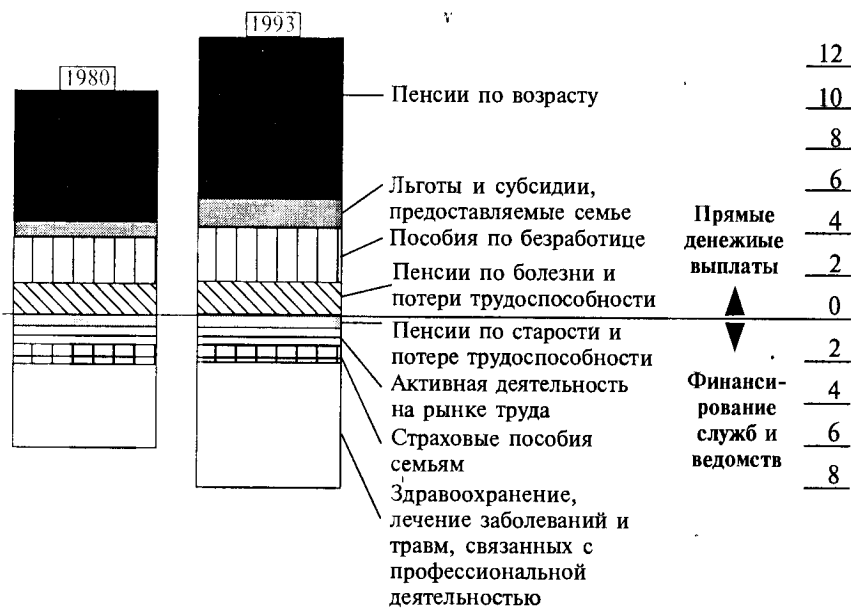 1980
1993
Пенсии по возрасту
Льготы и субсидии,
предоставляемые семье
Пособия по безработице
Пенсии по болезни и
потери трудоспособности
Пенсии по старости и
потере трудоспособности
Активная деятельность
на рынке труда
Страховые пособия
семьям
Здравоохранение,
лечение заболеваний и
травм, связанных с
профессиональной
деятельностью
Прямые
денежные
выплаты
Финанси-
рование
служб и
ведомств
12
10
8
6
4
2
0
2
4
6
8